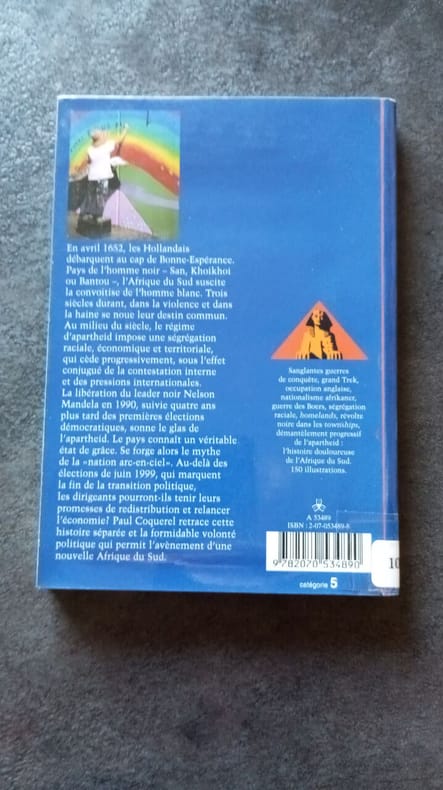 En avril 1652, les Hollandais
débarquent au cap de Bonne-Espérance.
Pays de l'homme noir – San, Khoikhoi
ou Bantou –, l'Afrique du Sud suscite
la convoitise de l'homme blanc. Trois
siècles durant, dans la violence et dans
la haine se noue leur destin commun.
Au milieu du siècle, le régime
d'apartheid impose une ségrégation
raciale, économique et territoriale,
qui cède progressivement, sous l'effet
conjugué de la contestation interne
et des pressions internationales.
La libération du leader noir Nelson
Mandela en 1990, suivie quatre ans
plus tard des premières élections
démocratiques, sonne le glas de
l'apartheid. Le pays connaît un véritable
état de grâce. Se forge alors le mythe
de la «nation arc-en-ciel». Au-delà des
élections de juin 1999, qui marquent
la fin de la transition politique,
les dirigeants pourront-ils tenir leurs
promesses de redistribution et relancer
l'économie? Paul Coquerel retrace cette
histoire séparée et la formidable volonté
politique qui permit l'avènement d'une
nouvelle Afrique du Sud.
Sanglantes guerres
de conquête, grand Trek,
occupation anglaise,
nationalisme afrikaner,
guerre des Boers, ségrégation
raciale, homelands, révolte
noire dans les townships,
démantèlement progressif
de l'apartheid :
l'histoire douloureuse
de l'Afrique du Sud.
150 illustrations.
A 53489
ISBN : 2-07-053489-8
9 782070 534890
catégorie 5
10